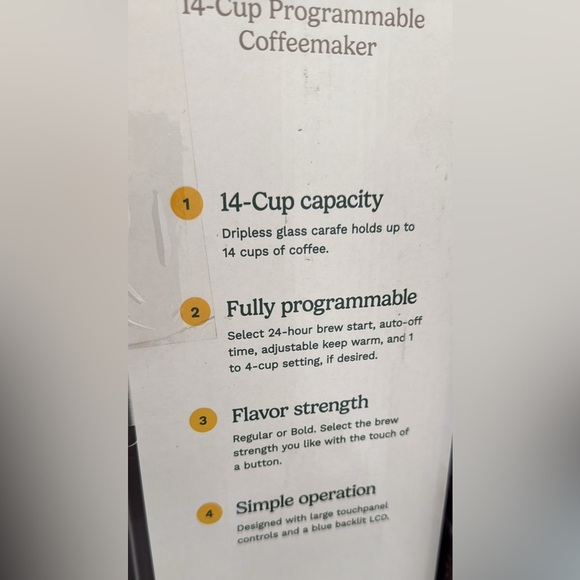 14-Cup Programmable
Coffeemaker
1
14-Cup capacity
Dripless glass carafe holds up to
14 cups of coffee.
2
Fully programmable
Select 24-hour brew start, auto-off
time, adjustable keep warm, and 1
to 4-cup setting, if desired.
3
Flavor strength
Regular or Bold. Select the brew
strength you like with the touch of
a button.
4
Simple operation
Designed with large touchpanel
controls and a blue backlit LCD.